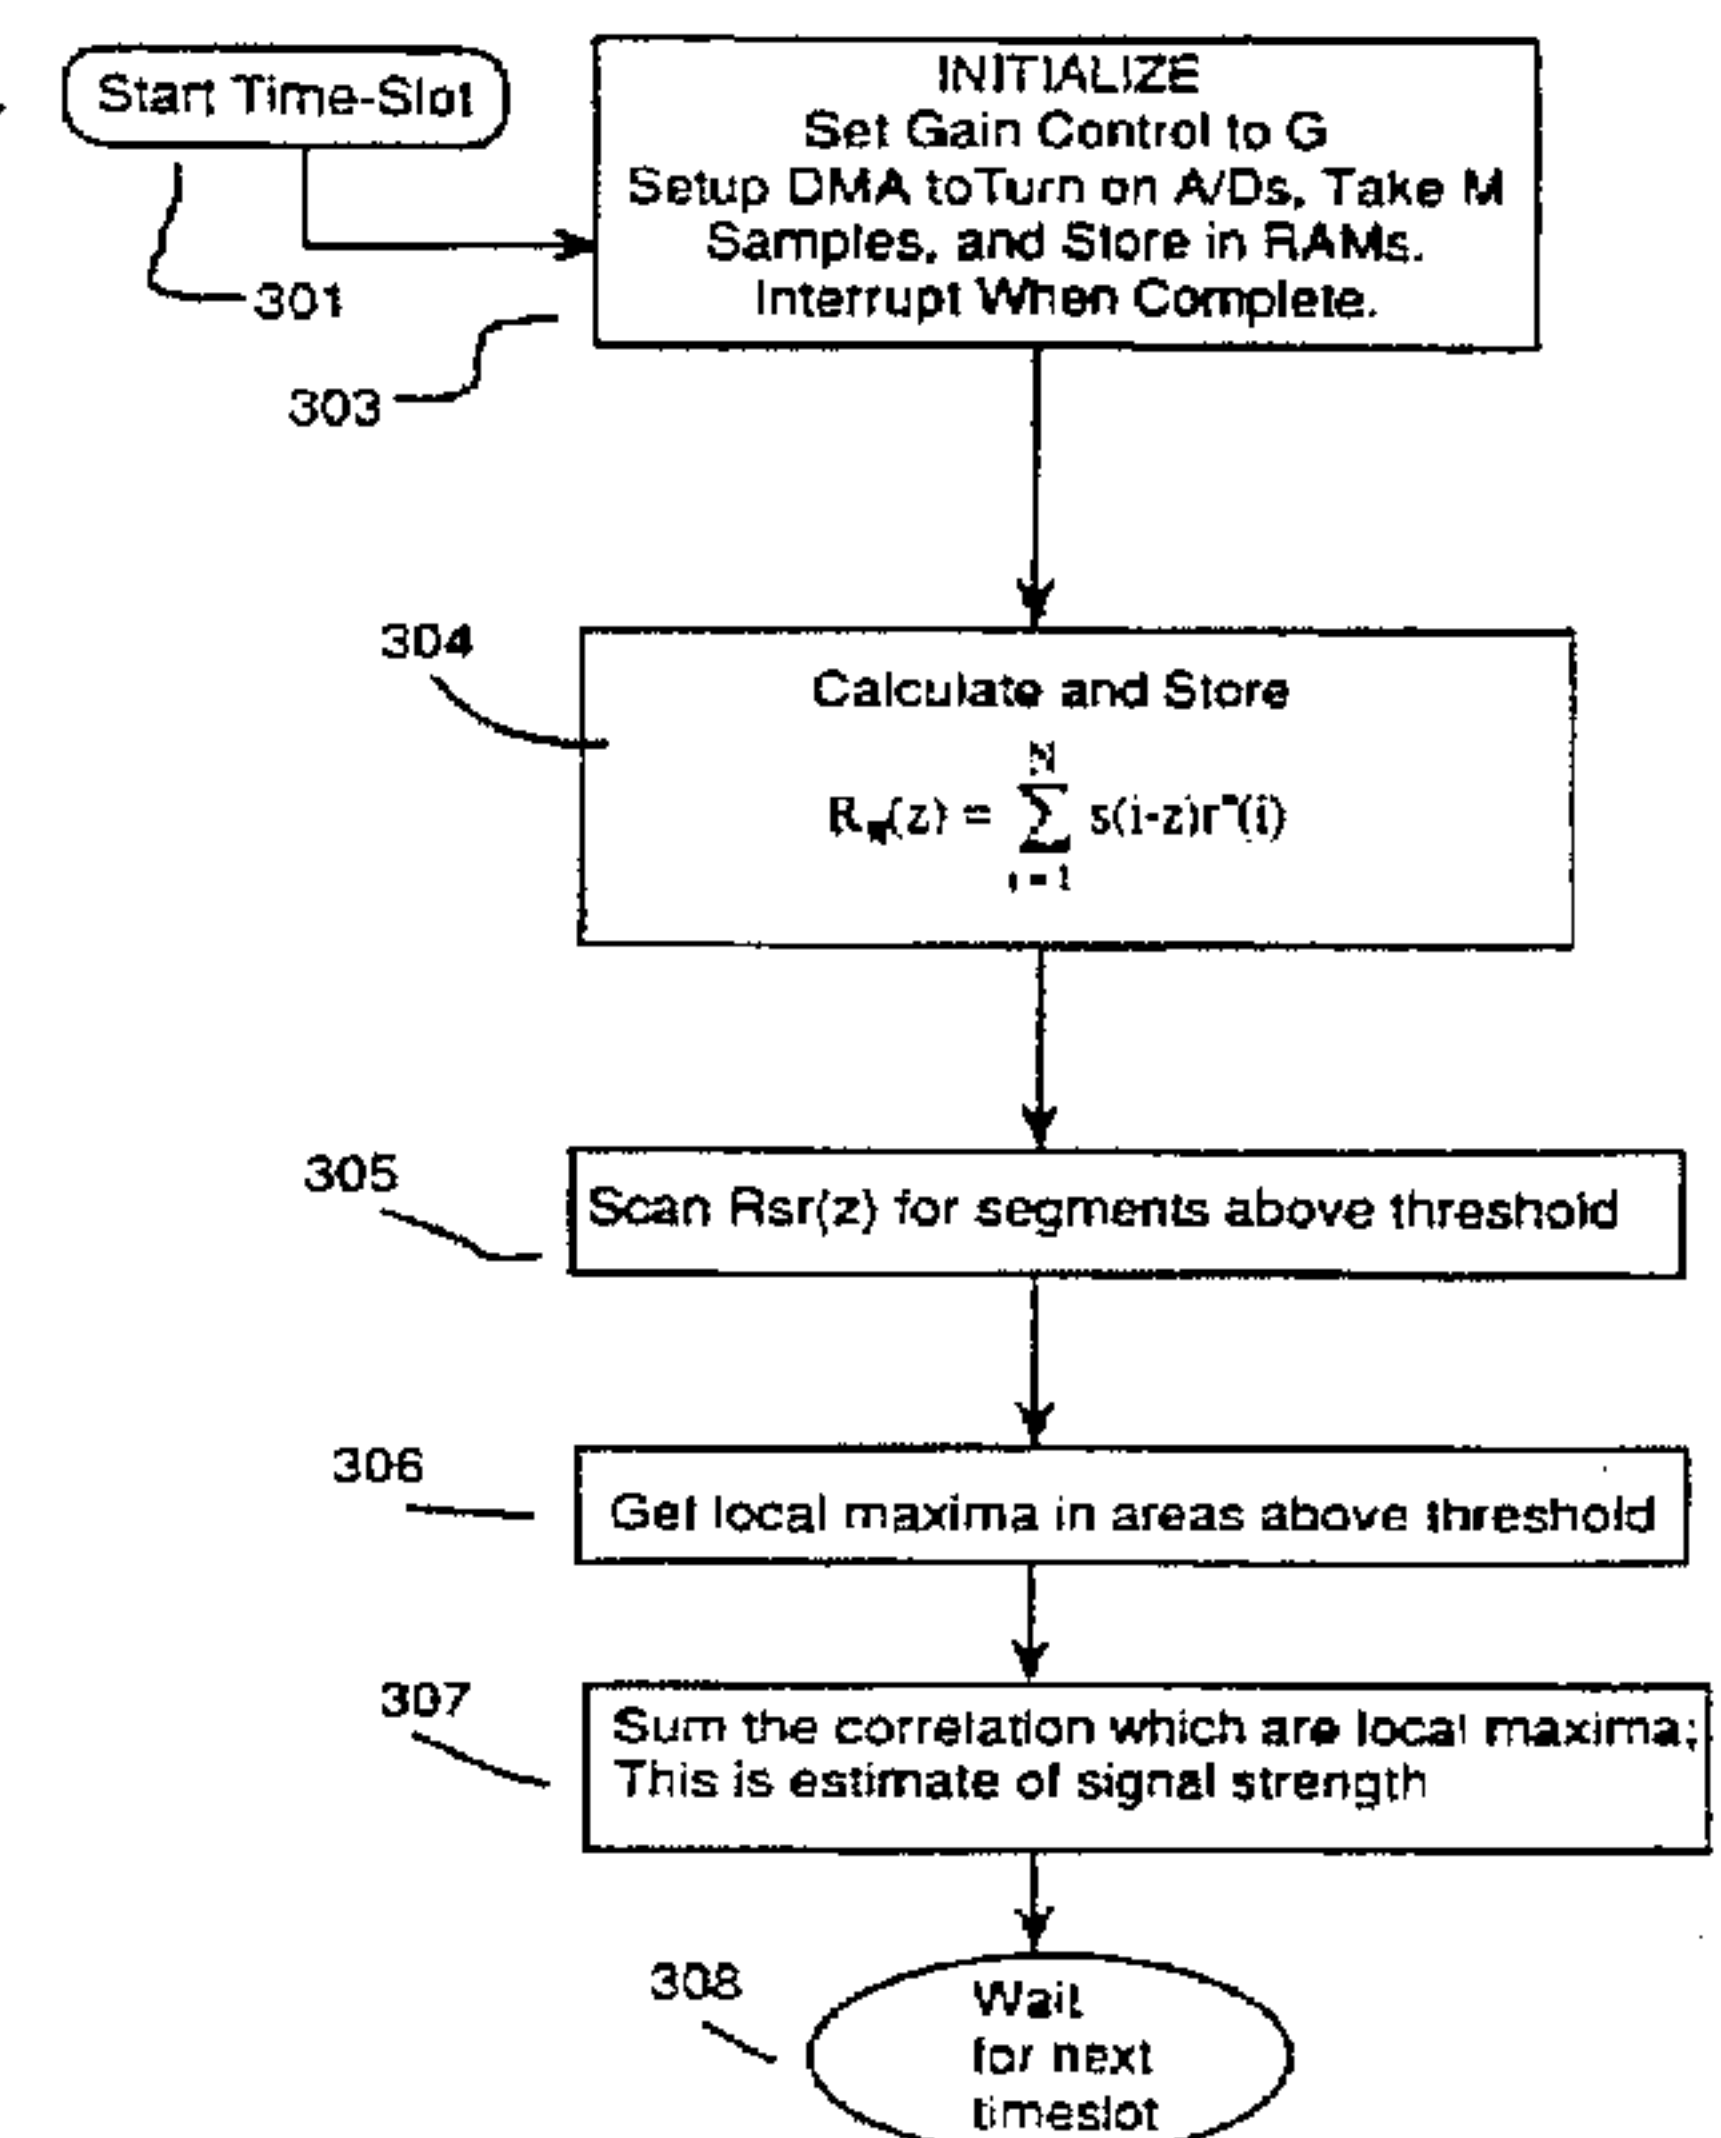 Start Time-Slot
301
INITIALIZE
Set Gain Control to G
Setup DMA toTurn on A/Ds, Take M
Samples, and Store in RAMs.
Interrupt When Complete.
303
304
Calculate and Store
(z) = ∑ s(i-z)r*(i)
i = 1
305
Scan Rsr(z) for segments above threshold
306
Get local maxima in areas above threshold
307
Sum the correlation which are local maxima;
This is estimate of signal strength
308
Wait
for next
timeslot